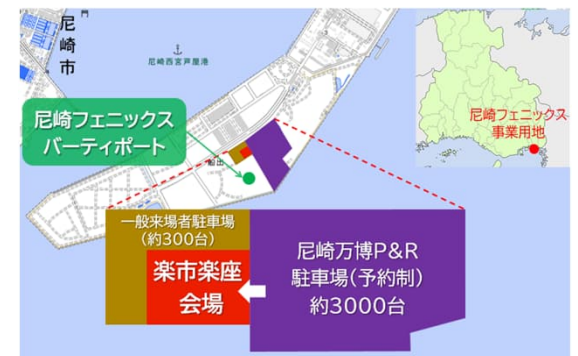 尼崎市
尼崎西宮芦屋港
尼崎フェニックス
バーティポート
船出
尼崎フェニックス
事業用地
一般来場者駐車場
(約300台)
楽市楽座
会場
尼崎万博P&R
駐車場(予約制)
約3000台